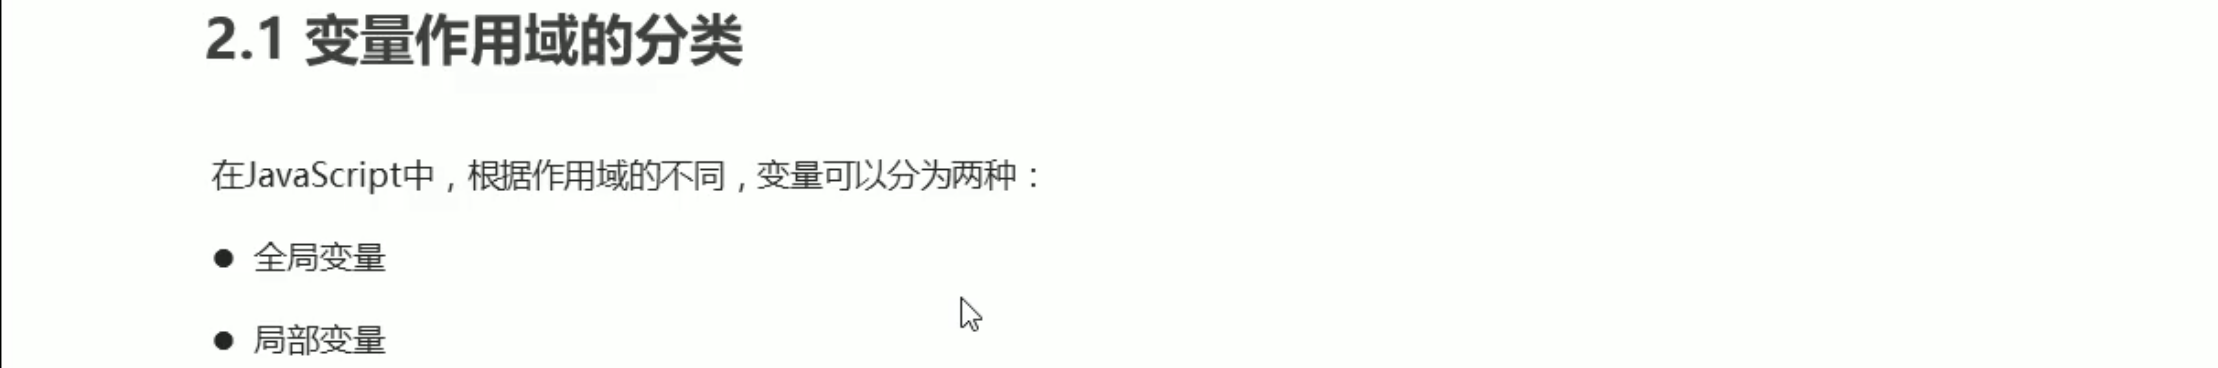 2.1 变量作用域的分类
在JavaScript中，根据作用域的不同，变量可以分为两种：
● 全局变量
● 局部变量